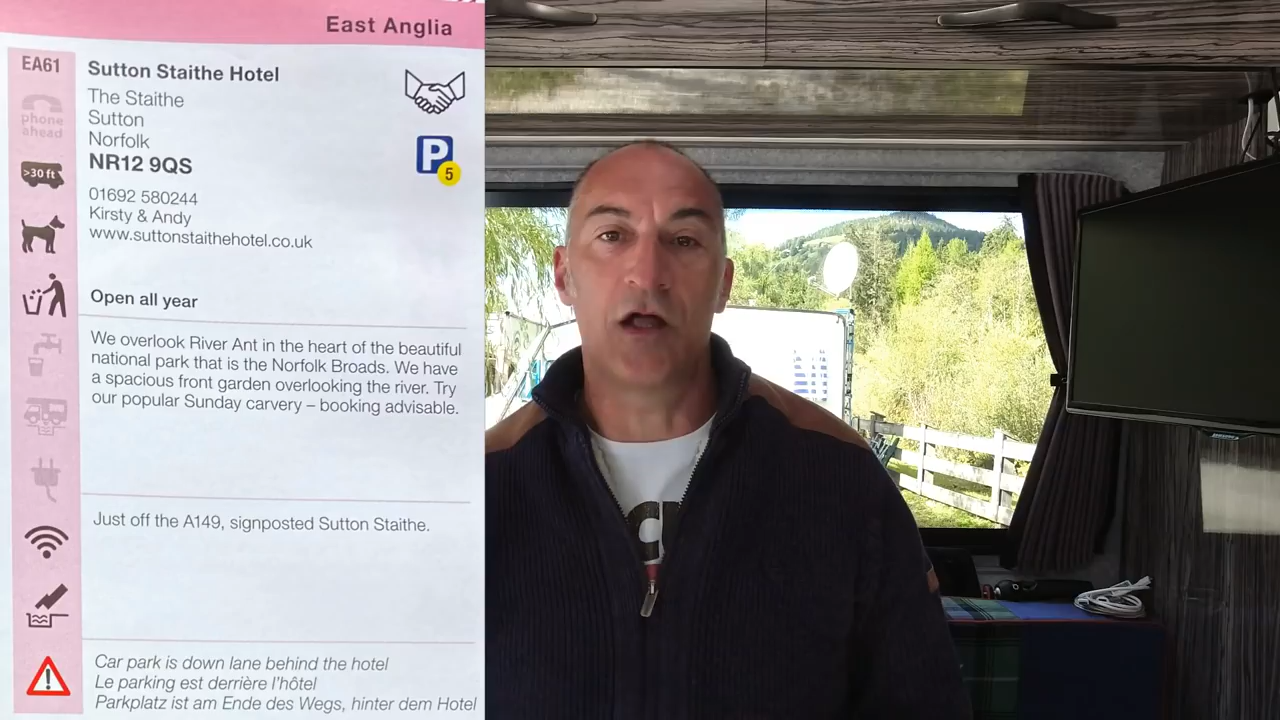 East Anglia
EA61
Sutton Staithe Hotel
The Staithe
Sutton
Norfolk
NR12 9QS
01692 580244
Kirsty & Andy
www.suttonstaithehotel.co.uk
Open all year
phone
ahead
>30 ft
P
5
We overlook River Ant in the heart of the beautiful
national park that is the Norfolk Broads. We have
a spacious front garden overlooking the river. Try
our popular Sunday carvery – booking advisable.
Just off the A149, signposted Sutton Staithe.
Car park is down lane behind the hotel
Le parking est derrière l'hôtel
Parkplatz ist am Ende des Wegs, hinter dem Hotel